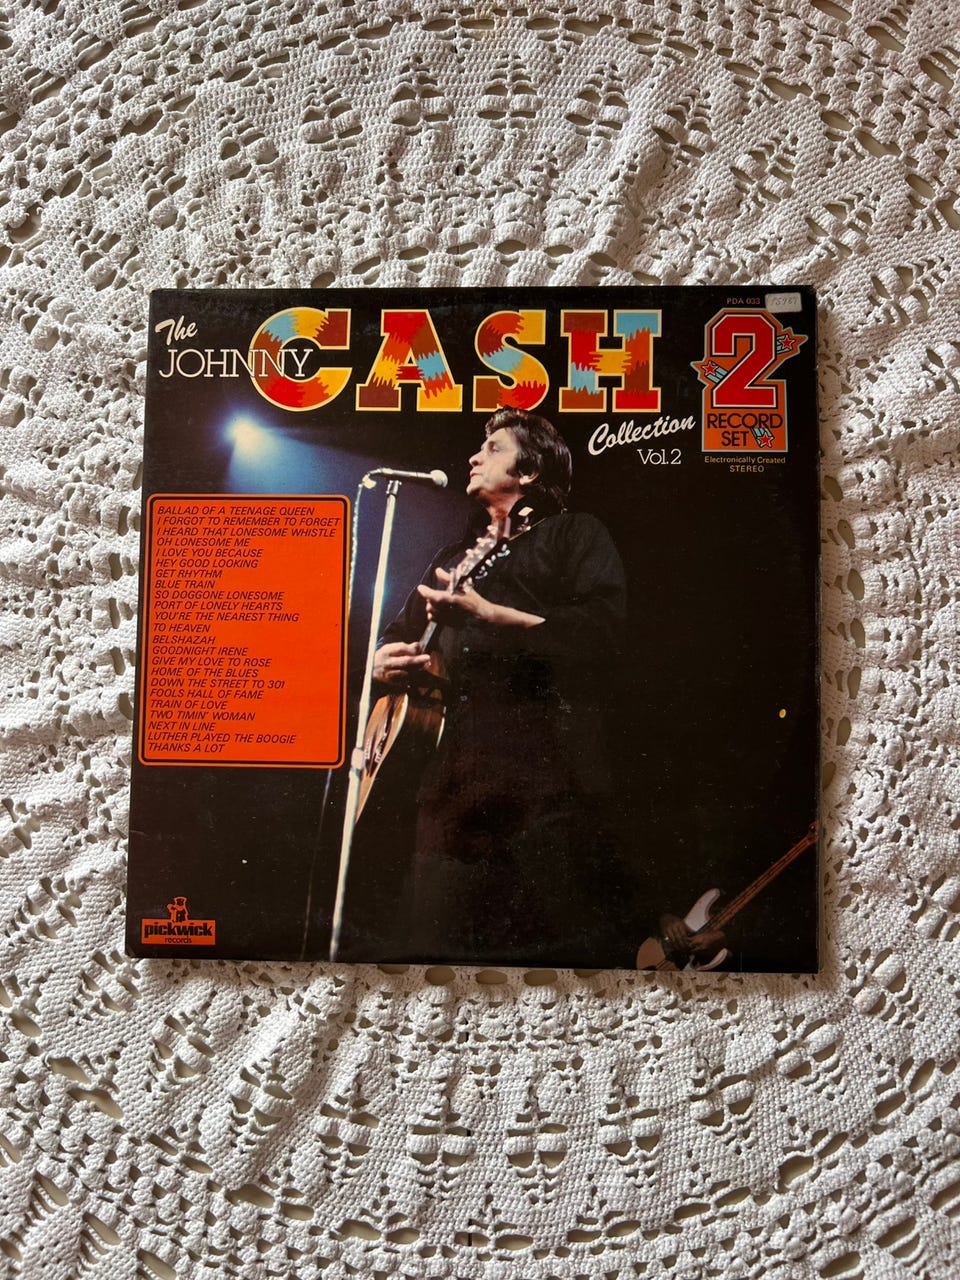 PDA 033
The
JOHNNY
CASH
Collection
Vol.2
2
RECORD
SET
Electronically Created
STEREO
BALLAD OF A TEENAGE QUEEN
I FORGOT TO REMEMBER TO FORGET
I HEARD THAT LONESOME WHISTLE
OH LONESOME ME
I LOVE YOU BECAUSE
HEY GOOD LOOKING
GET RHYTHM
BLUE TRAIN
SO DOGGONE LONESOME
PORT OF LONELY HEARTS
YOU'RE THE NEAREST THING
TO HEAVEN
BELSHAZAH
GOODNIGHT IRENE
GIVE MY LOVE TO ROSE
HOME OF THE BLUES
DOWN THE STREET TO 301
FOOLS HALL OF FAME
TRAIN OF LOVE
TWO TIMIN' WOMAN
NEXT IN LINE
LUTHER PLAYED THE BOOGIE
THANKS A LOT
pickwick
records